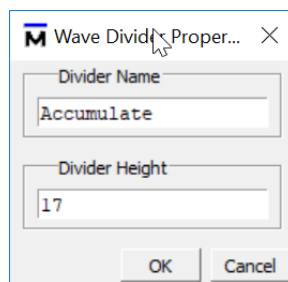 Wave Divider Proper...
Divider Name
Accumulate
Divider Height
17
OK Cancel